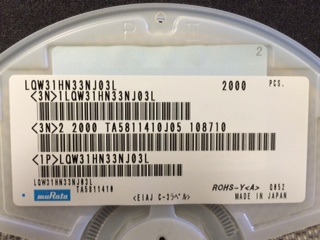 LQW31HN33NJ03L 2000 PCS.
<3N>1LQW31HN33NJ03L
<3N>2 2000 TA5811410J05 108710
<1P>LQW31HN33NJ03L
LQW31HN33NJ03L
muRata TA5811410 ROHS-Y<A> 0852
<EIAJ C-3ラベル> MADE IN JAPAN